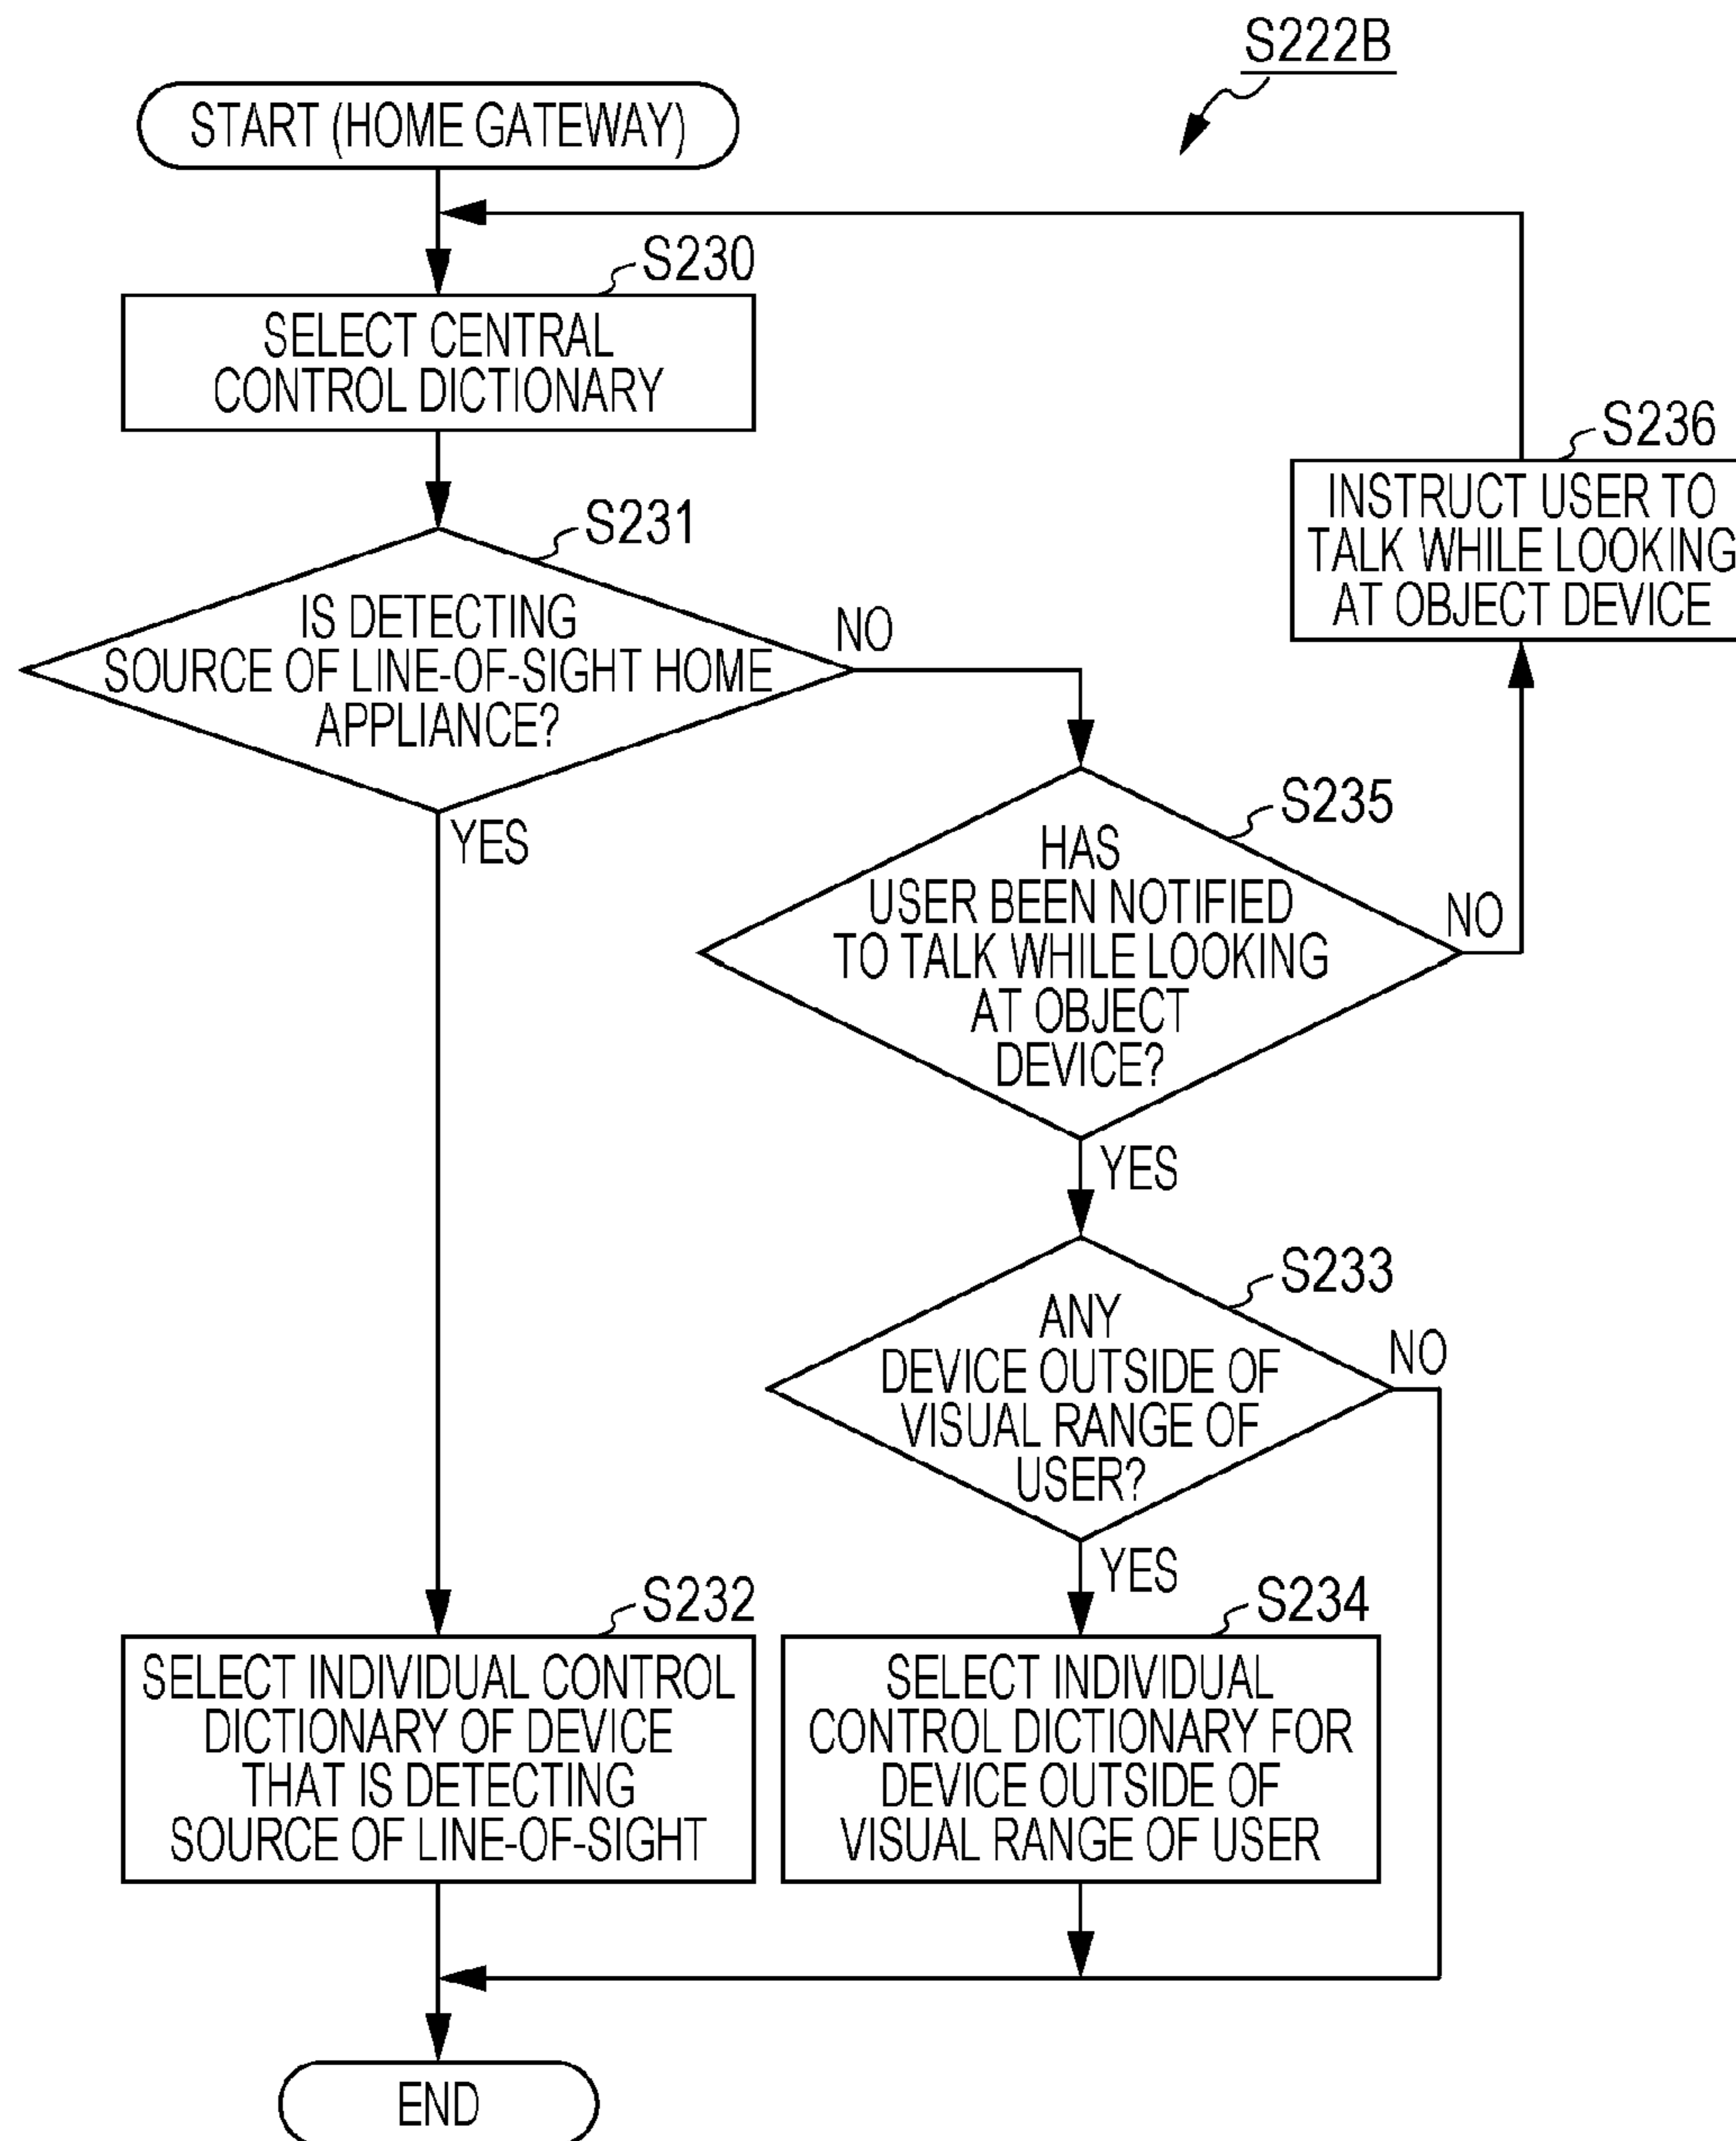 S222B
START (HOME GATEWAY)
S230
SELECT CENTRAL
CONTROL DICTIONARY
S236
INSTRUCT USER TO
TALK WHILE LOOKING
AT OBJECT DEVICE
S231
IS DETECTING
SOURCE OF LINE-OF-SIGHT HOME
APPLIANCE?
NO
YES
S235
HAS
USER BEEN NOTIFIED
TO TALK WHILE LOOKING
AT OBJECT
DEVICE?
NO
YES
S233
ANY
DEVICE OUTSIDE OF
VISUAL RANGE OF
USER?
NO
YES
S232
SELECT INDIVIDUAL CONTROL
DICTIONARY OF DEVICE
THAT IS DETECTING
SOURCE OF LINE-OF-SIGHT
S234
SELECT INDIVIDUAL
CONTROL DICTIONARY FOR
DEVICE OUTSIDE OF
VISUAL RANGE OF USER
END